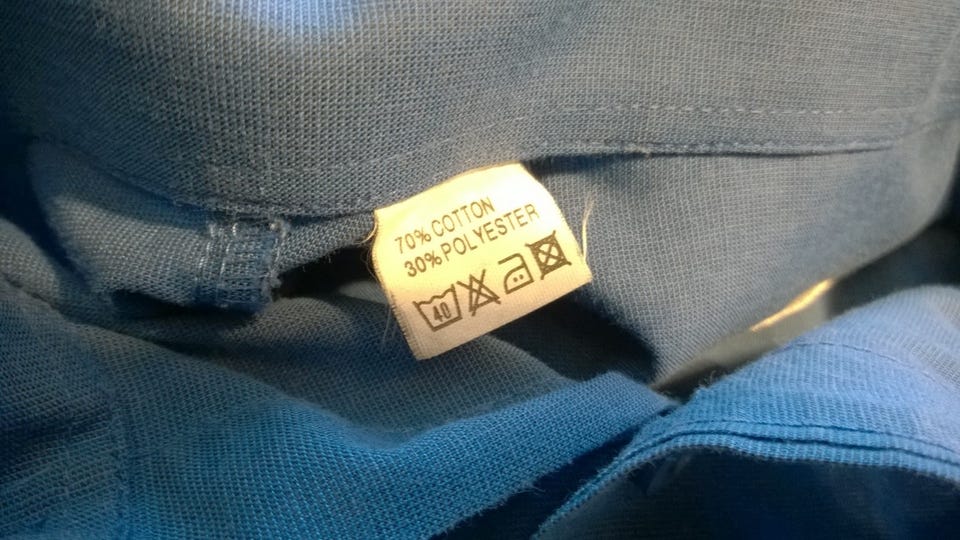 70% COTTON
30% POLYESTER
40